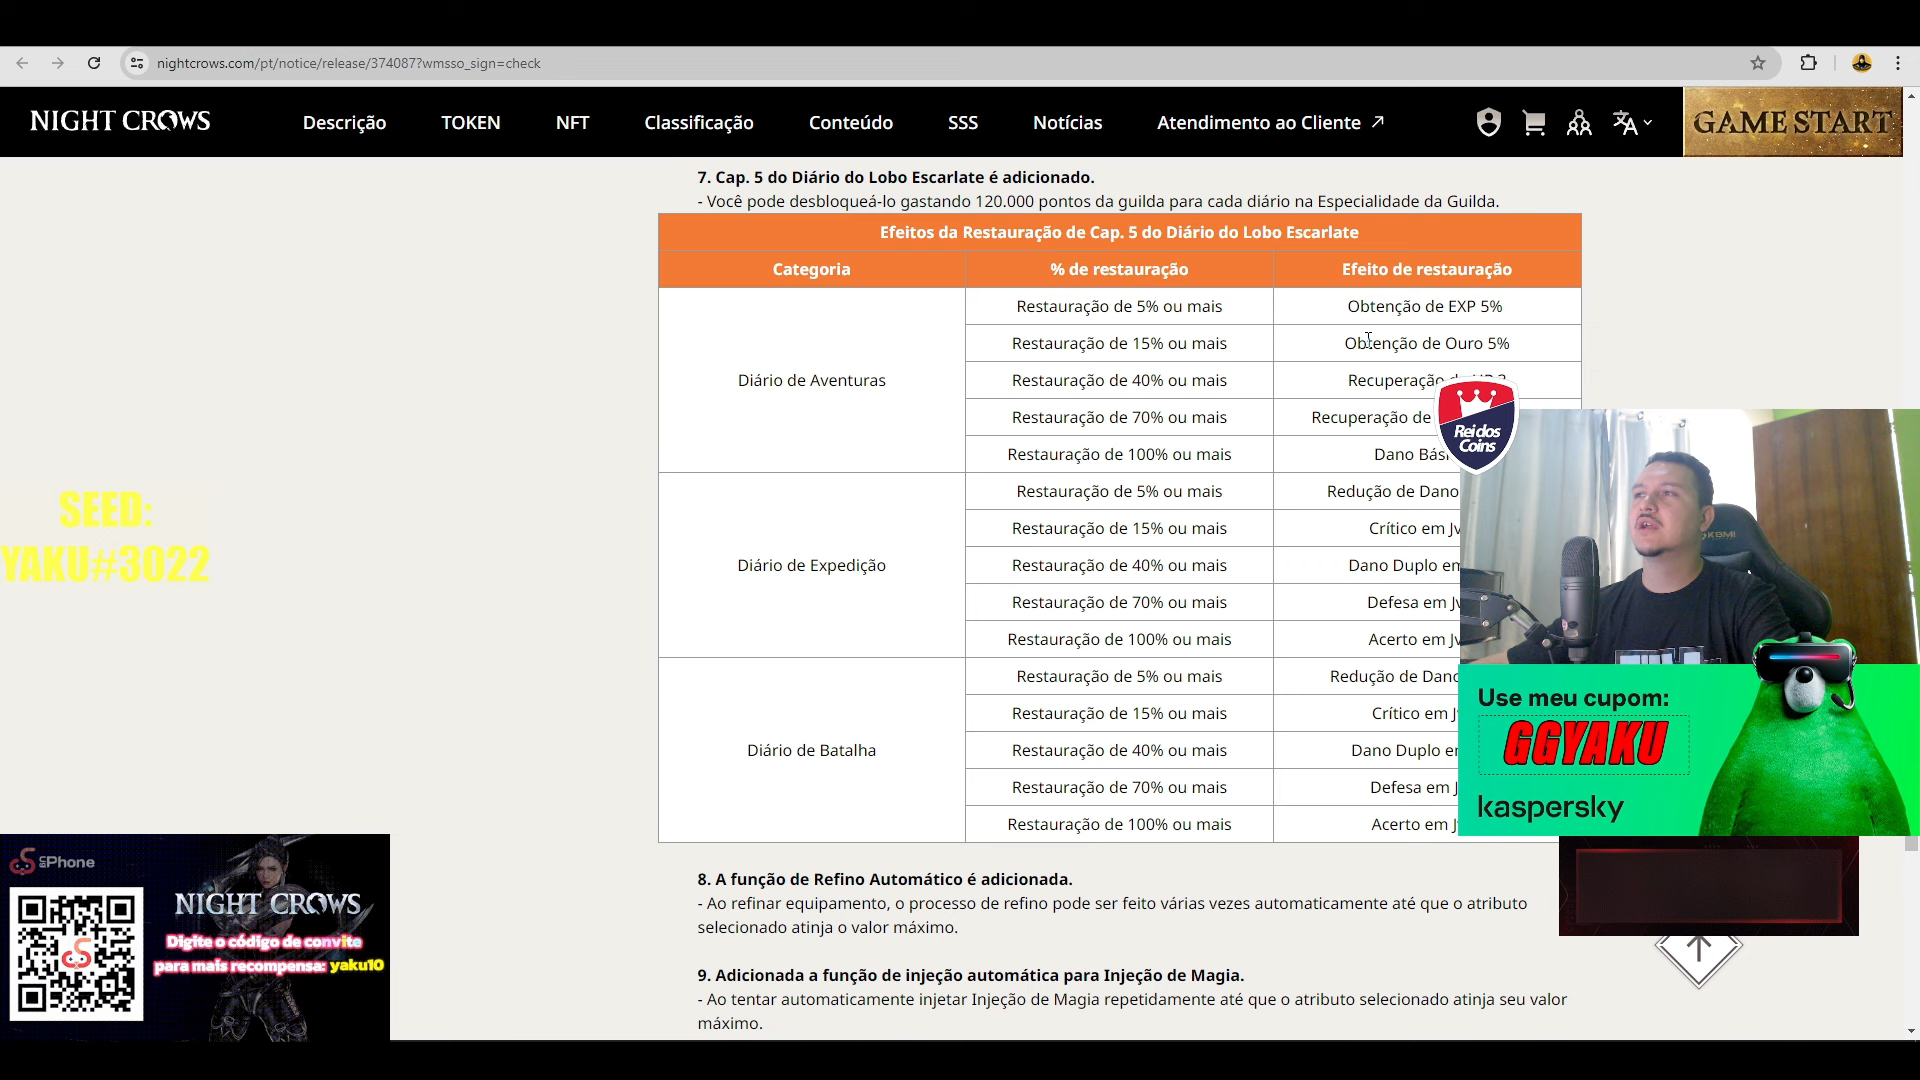 nightcrows.com/pt/notice/release/374087?wmsso_sign=check
NIGHT CROWS
Descrição
TOKEN
NFT
Classificação
Conteúdo
SSS
Notícias
Atendimento ao Cliente
GAME START
7. Cap. 5 do Diário do Lobo Escarlate é adicionado.
- Você pode desbloqueá-lo gastando 120.000 pontos da guilda para cada diário na Especialidade da Guilda.
Efeitos da Restauração de Cap. 5 do Diário do Lobo Escarlate
Categoria
% de restauração
Efeito de restauração
Diário de Aventuras
Restauração de 5% ou mais
Obtenção de EXP 5%
Restauração de 15% ou mais
Obtenção de Ouro 5%
Restauração de 40% ou mais
Recuperação
Restauração de 70% ou mais
Recuperação de
Restauração de 100% ou mais
Dano
Diário de Expedição
Restauração de 5% ou mais
Redução de Dano
Restauração de 15% ou mais
Crítico em
Restauração de 40% ou mais
Dano Duplo
Restauração de 70% ou mais
Defesa em
Restauração de 100% ou mais
Acerto em
Diário de Batalha
Restauração de 5% ou mais
Redução de
Restauração de 15% ou mais
Crítico em
Restauração de 40% ou mais
Dano Duplo
Restauração de 70% ou mais
Defesa em
Restauração de 100% ou mais
Acerto em
8. A função de Refino Automático é adicionada.
- Ao refinar equipamento, o processo de refino pode ser feito várias vezes automaticamente até que o atributo
selecionado atinja o valor máximo.
9. Adicionada a função de injeção automática para Injeção de Magia.
- Ao tentar automaticamente injetar Injeção de Magia repetidamente até que o atributo selecionado atinja seu valor
máximo.
SEED:
YAKU#3022
Phone
NIGHT CROWS
Digite o código de convite
para mais recompensa: yaku10
Rei dos
Coins
KBM!
Use meu cupom:
GGYAKU
kaspersky